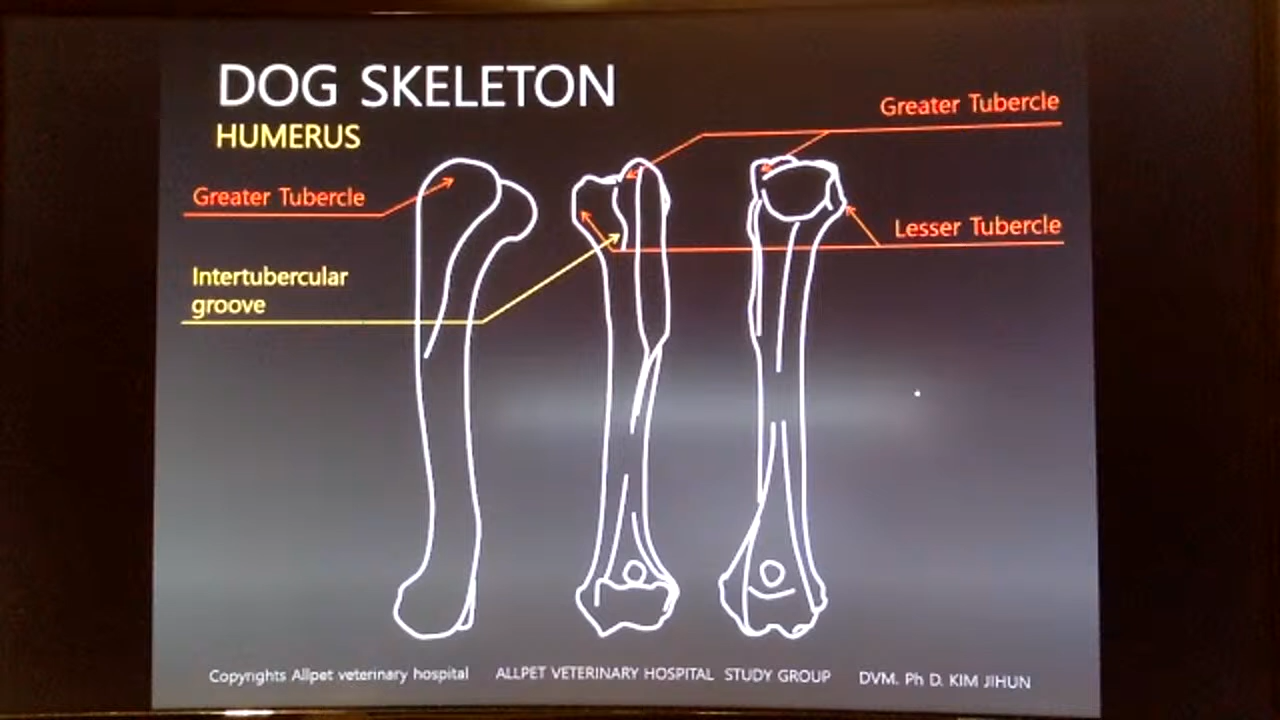 DOG SKELETON
HUMERUS
Greater Tubercle
Greater Tubercle
Lesser Tubercle
Intertubercular
groove
Copyrights Allpet veterinary hospital
ALLPET VETERINARY HOSPITAL STUDY GROUP
DVM. Ph D. KIM JIHUN